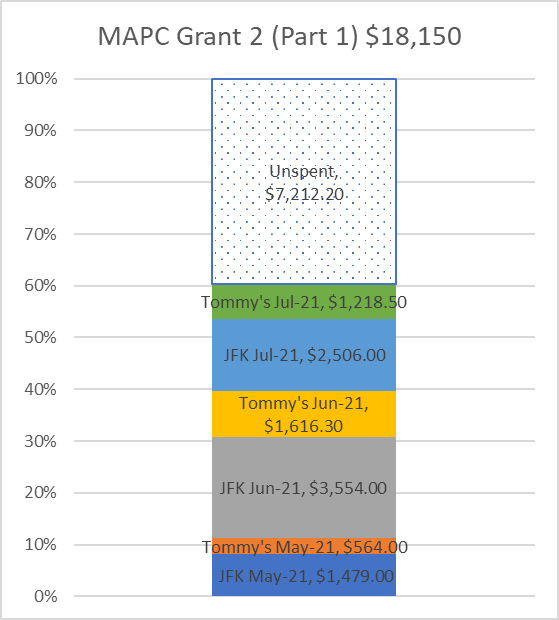 MAPC Grant 2 (Part 1) $18,150
100%
90%
80%
70%
60%
50%
40%
30%
20%
10%
0%
Unspent,
$7,212.20
Tommy's Jul-21, $1,218.50
JFK Jul-21, $2,506.00
Tommy's Jun-21,
$1,616.30
JFK Jun-21, $3,554.00
Tommy's May-21, $564.00
JFK May-21, $1,479.00